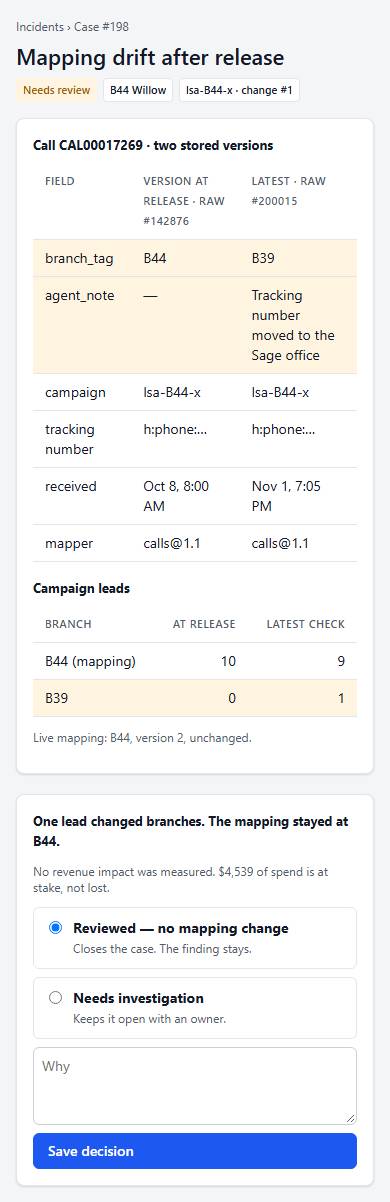 Incidents › Case #198
Mapping drift after release
Needs review B44 Willow lsa-B44-x · change #1
Call CAL00017269 · two stored versions
FIELD VERSION AT LATEST · RAW
RELEASE · RAW #200015
#142876
branch_tag B44 B39
agent_note — Tracking
number
moved to the
Sage office
campaign lsa-B44-x lsa-B44-x
tracking h:phone:... h:phone:...
number
received Oct 8, 8:00 Nov 1, 7:05
AM PM
mapper calls@1.1 calls@1.1
Campaign leads
BRANCH AT RELEASE LATEST CHECK
B44 (mapping) 10 9
B39 0 1
Live mapping: B44, version 2, unchanged.
One lead changed branches. The mapping stayed at
B44.
No revenue impact was measured. $4,539 of spend is at
stake, not lost.
Reviewed — no mapping change
Closes the case. The finding stays.
Needs investigation
Keeps it open with an owner.
Why
Save decision